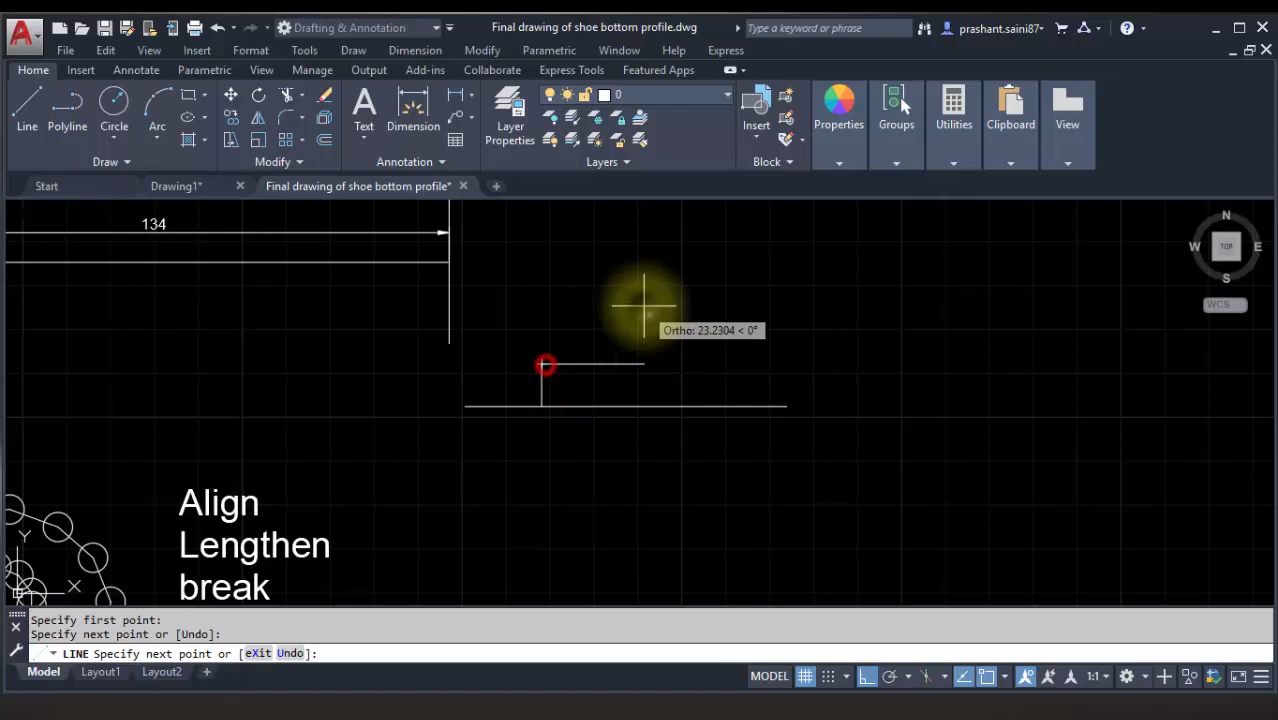 Drafting & Annotation
Final drawing of shoe bottom profile.dwg
Type a keyword or phrase
prashant.saini87
File Edit View Insert Format Tools Draw Dimension Modify Parametric Window Help Express
Home Insert Annotate Parametric View Manage Output Add-ins Collaborate Express Tools Featured Apps
Line Polyline Circle Arc
Text Dimension
Layer Properties
0
Insert
Properties Groups Utilities Clipboard View
Draw Modify Annotation Layers Block
Start Drawing1* Final drawing of shoe bottom profile*
134
N
W TOP E
S
WCS
Ortho: 23.2304 < 0°
Align
Lengthen
break
Y
X
Specify first point:
Specify next point or [Undo]:
LINE Specify next point or [eXit Undo]:
Model Layout1 Layout2
MODEL 1:1